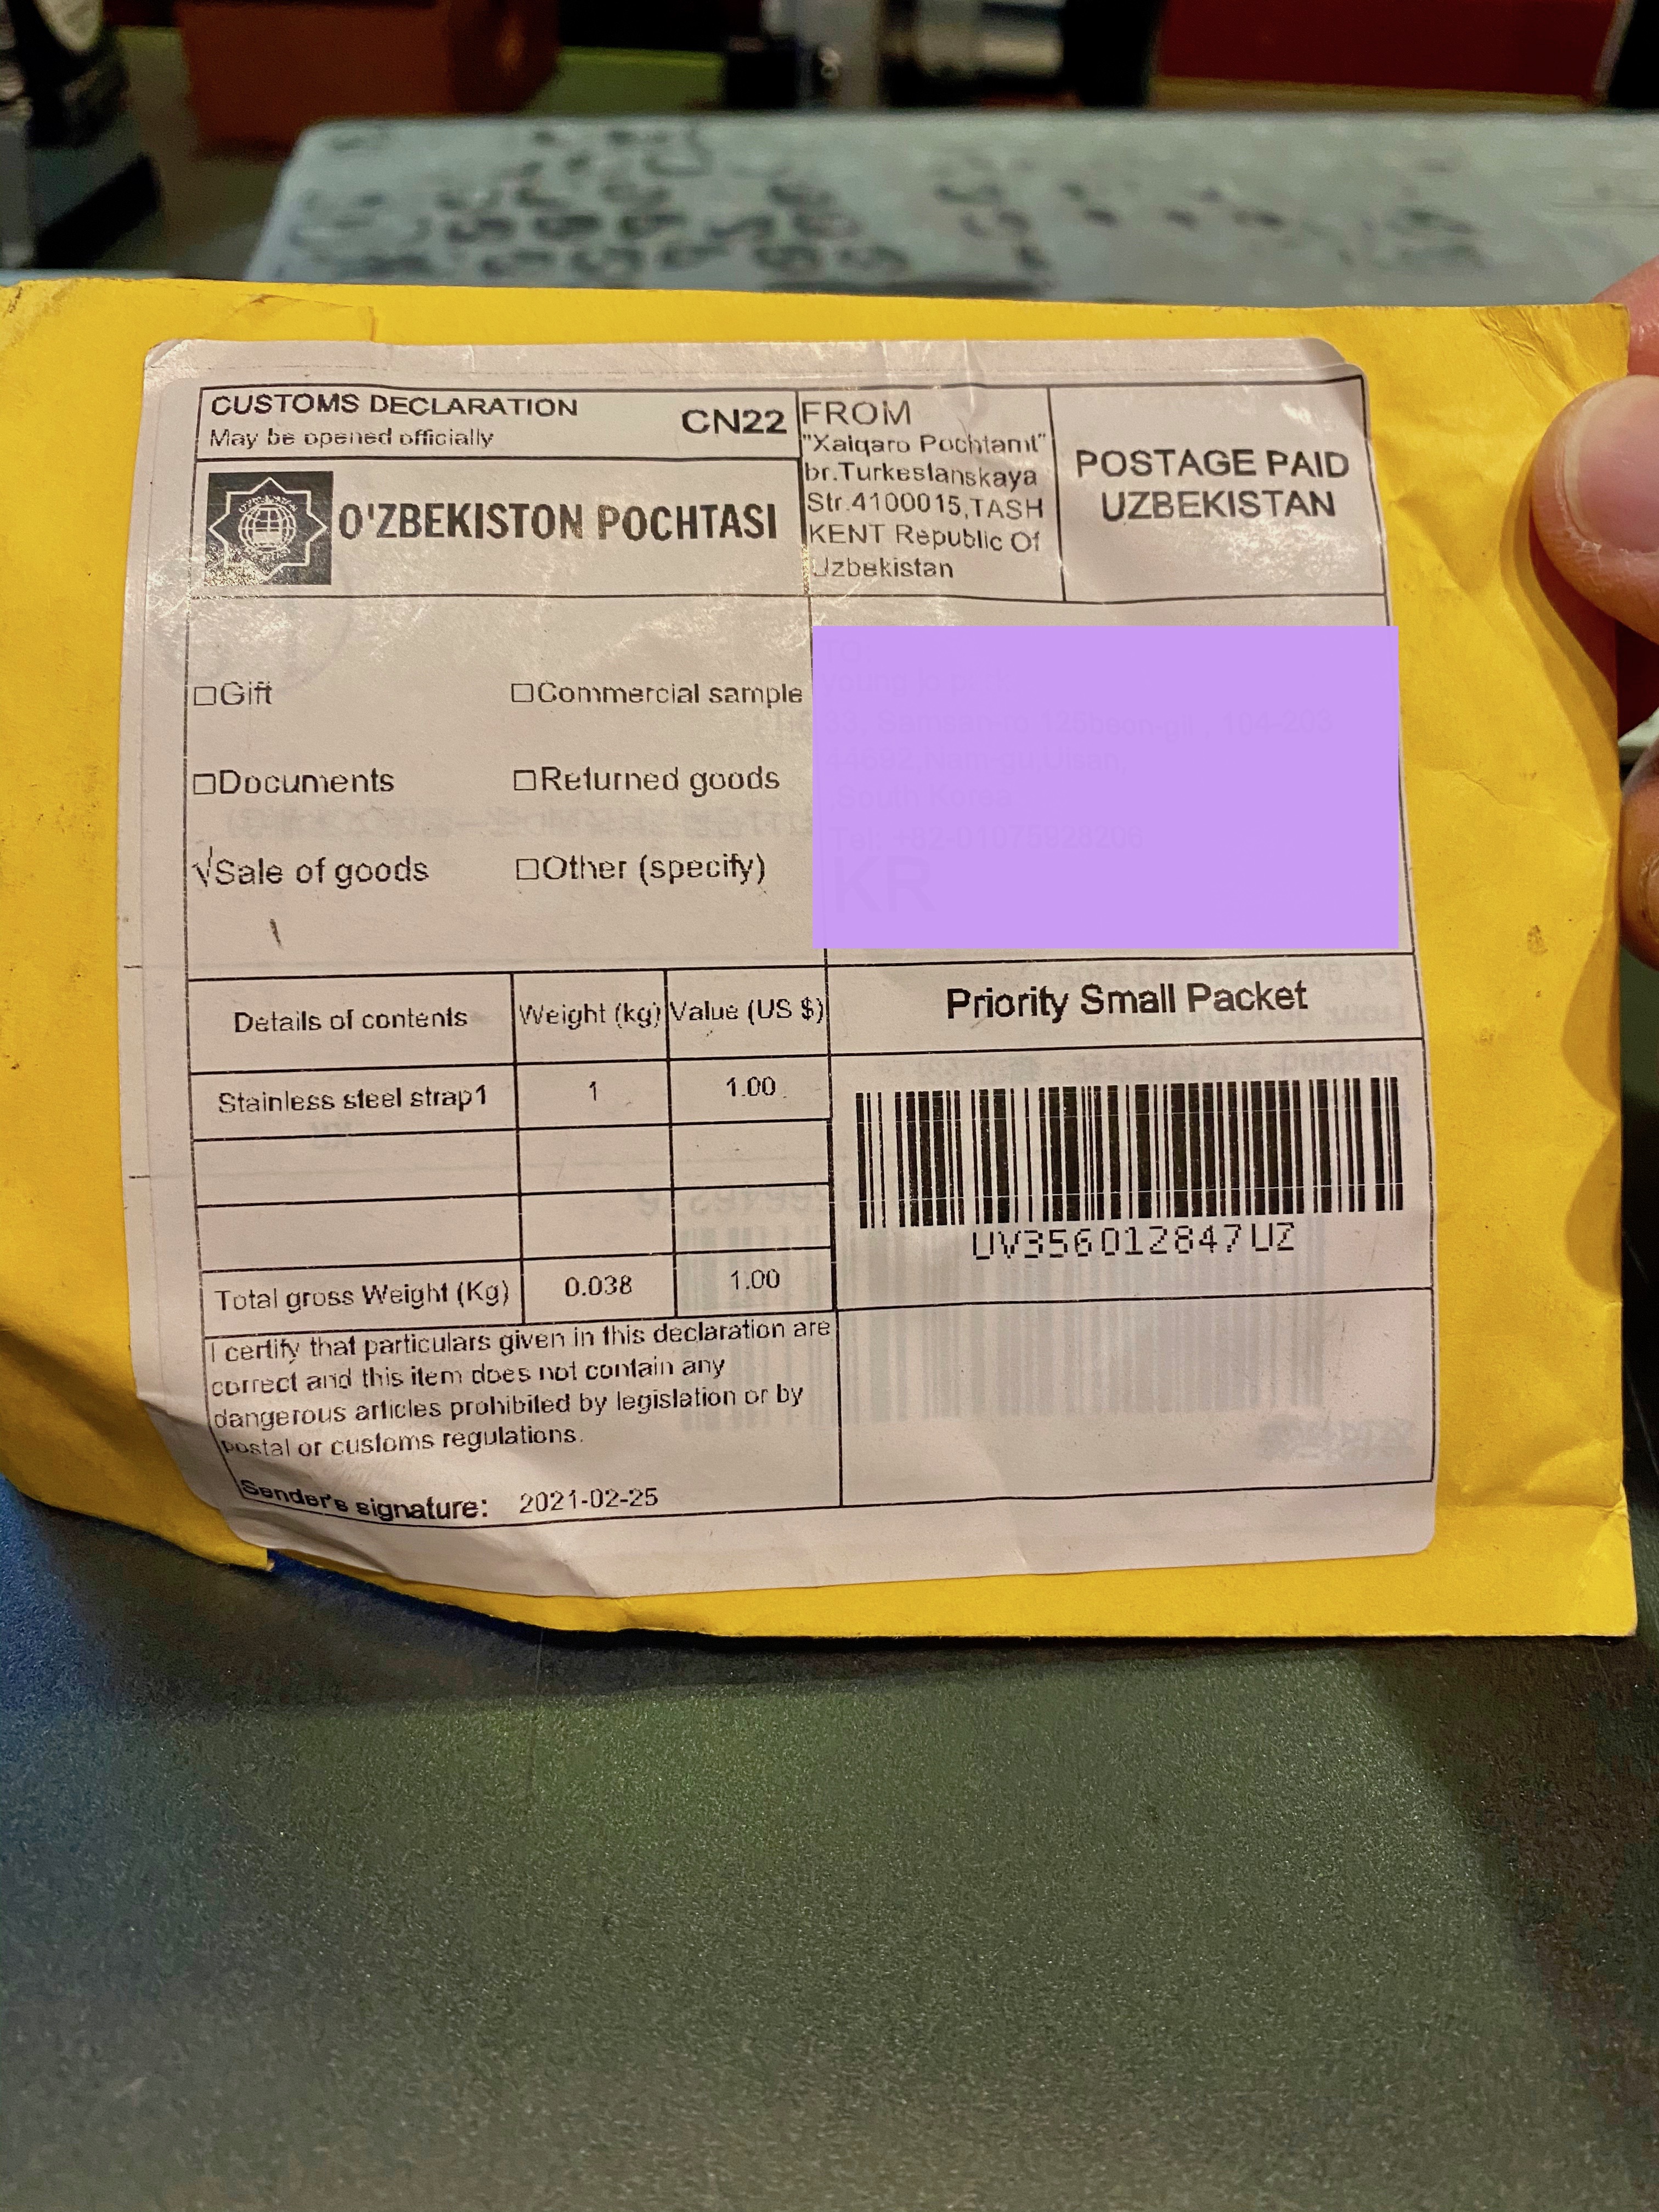 CUSTOMS DECLARATION
May be opened officially
CN22
FROM
"Xalqaro Pochtamt"
br.Turkestanskaya
Str.4100015,TASH
KENT Republic Of
Uzbekistan
POSTAGE PAID
UZBEKISTAN
O'ZBEKISTON POCHTASI
□Gift □Commercial sample
□Documents □Returned goods
√Sale of goods □Other (specify)
Details of contents Weight (kg) Value (US $)
Stainless steel strap1 1 1.00
Total gross Weight (Kg) 0.038 1.00
Priority Small Packet
UV356012847UZ
I certify that particulars given in this declaration are
correct and this item does not contain any
dangerous articles prohibited by legislation or by
postal or customs regulations.
Sender's signature: 2021-02-25